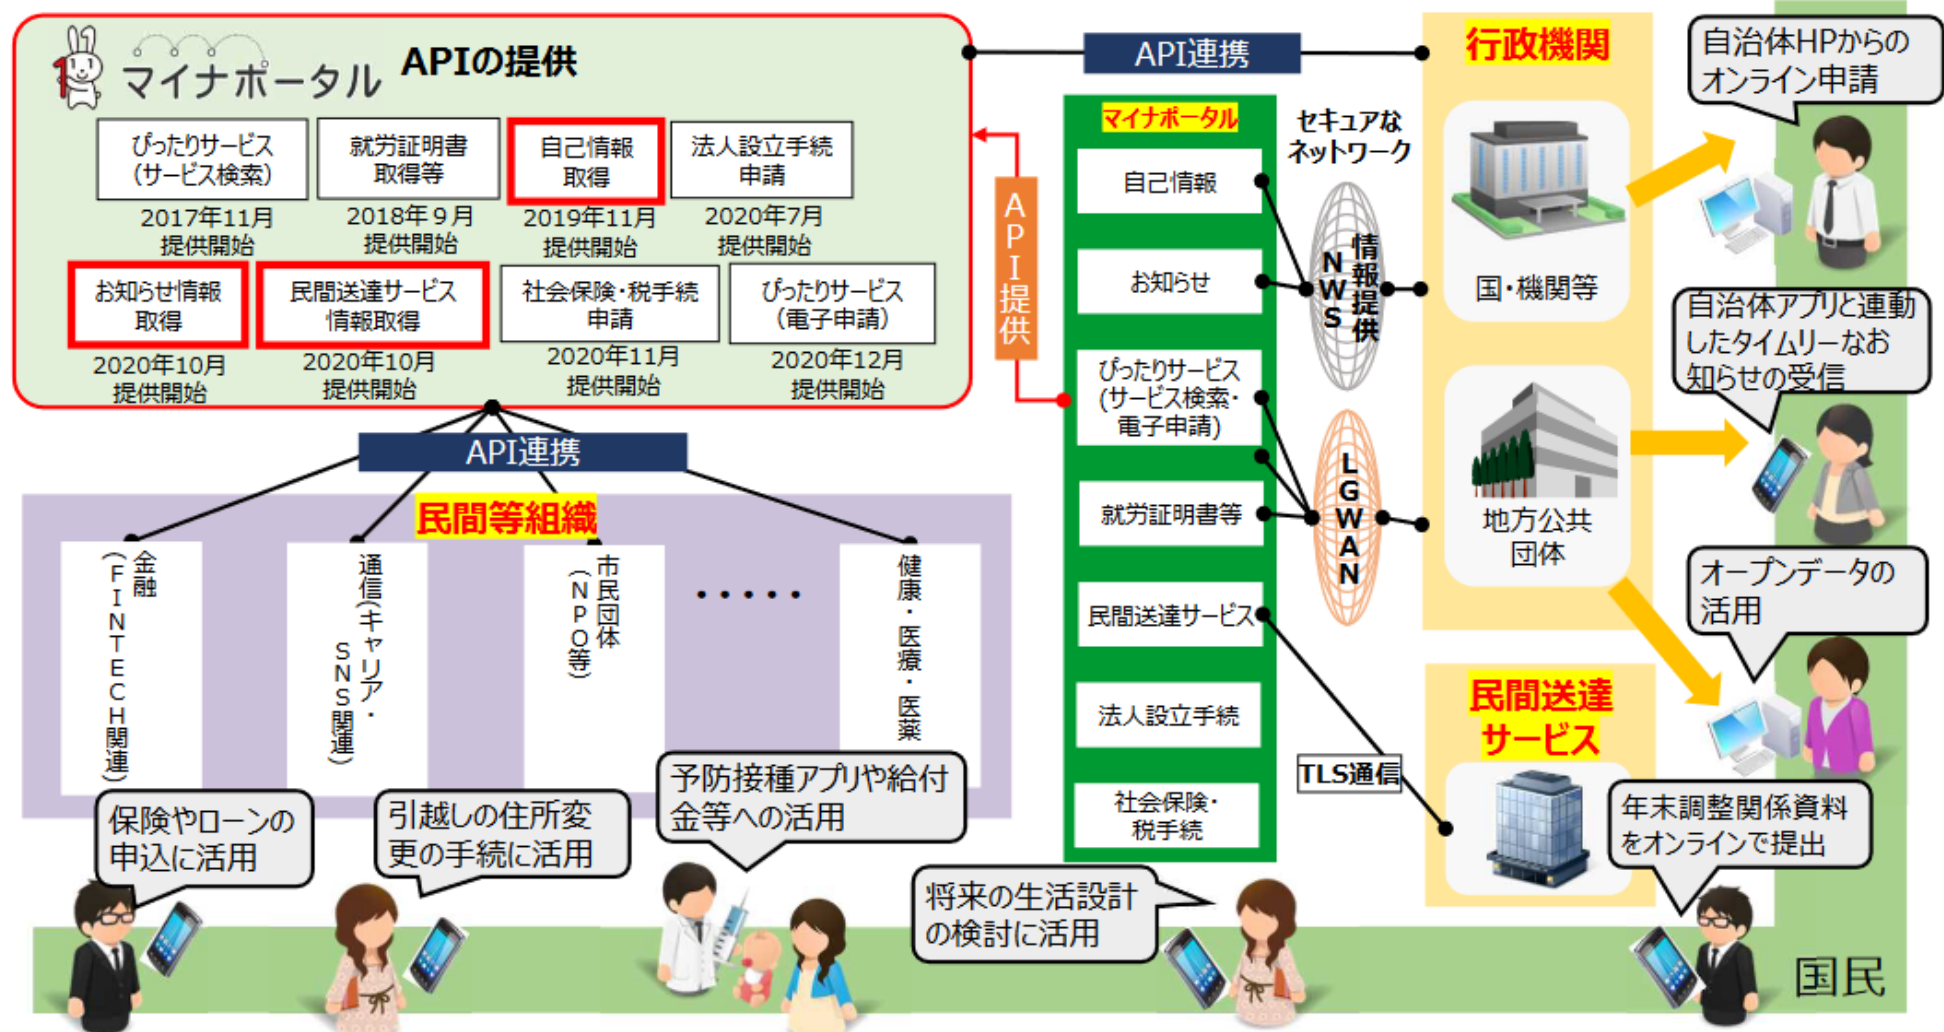 マイナポータル
APIの提供
ぴったりサービス
(サービス検索)
2017年11月
提供開始
就労証明書
取得等
2018年9月
提供開始
自己情報
取得
2019年11月
提供開始
法人設立手続
申請
2020年7月
提供開始
お知らせ情報
取得
2020年10月
提供開始
民間送達サービス
情報取得
2020年10月
提供開始
社会保険・税手続
申請
2020年11月
提供開始
ぴったりサービス
(電子申請)
2020年12月
提供開始
API連携
API提供
マイナポータル
自己情報
お知らせ
ぴったりサービス
(サービス検索・
電子申請)
就労証明書等
民間送達サービス
法人設立手続
社会保険・
税手続
セキュアな
ネットワーク
情報提供
NWS
LGWAN
TLS通信
行政機関
国・機関等
地方公共
団体
民間送達
サービス
自治体HPからの
オンライン申請
自治体アプリと連動
したタイムリーなお
知らせの受信
オープンデータの
活用
年末調整関係資料
をオンラインで提出
API連携
民間等組織
金融
(FINTECH関連)
通信(キャリア・
SNS関連)
市民団体
(NPO等)
・・・・・
健康・医療・医薬
保険やローンの
申込に活用
引越しの住所変
更の手続に活用
予防接種アプリや給付
金等への活用
将来の生活設計
の検討に活用
国民